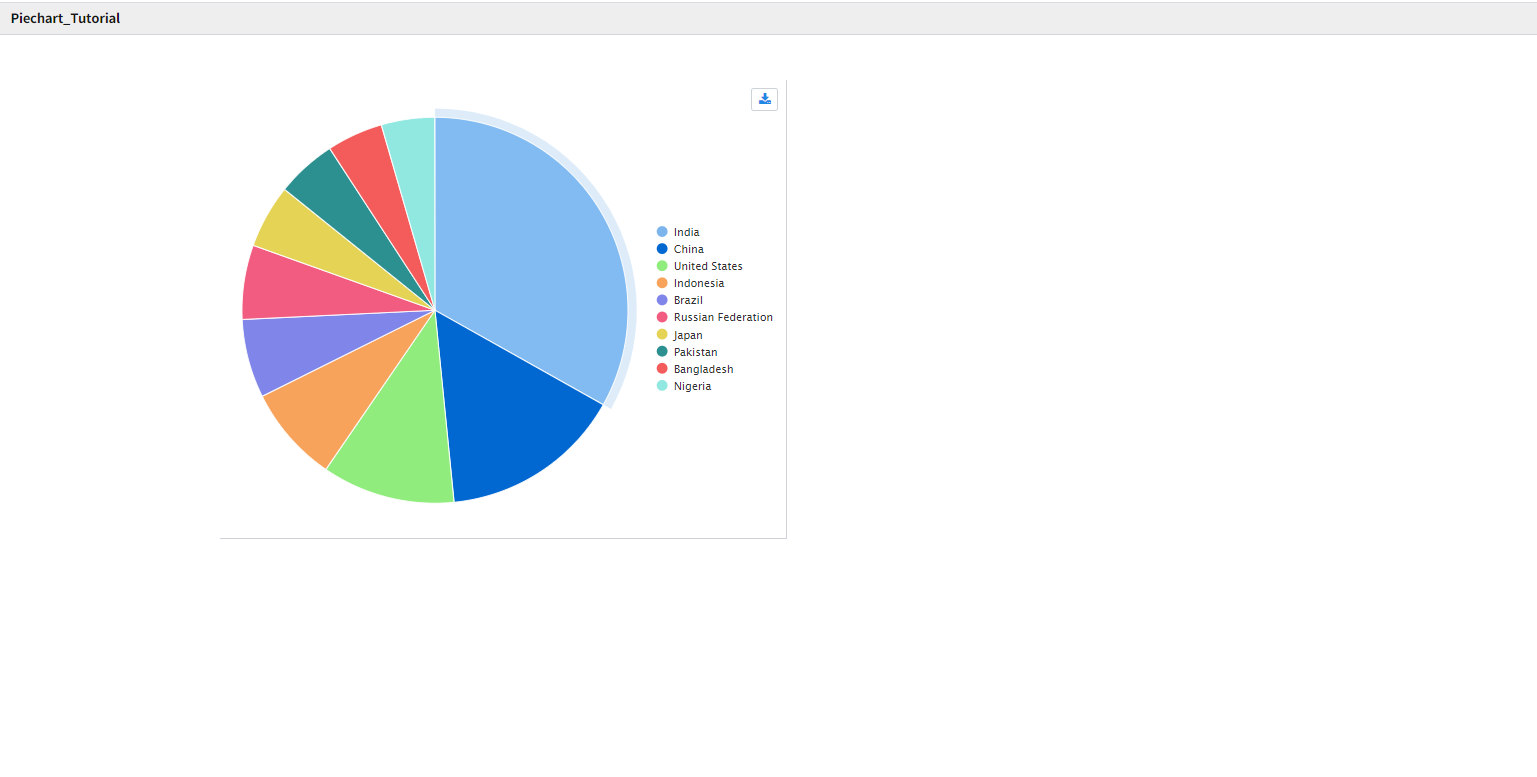 Piechart_Tutorial
India
China
United States
Indonesia
Brazil
Russian Federation
Japan
Pakistan
Bangladesh
Nigeria